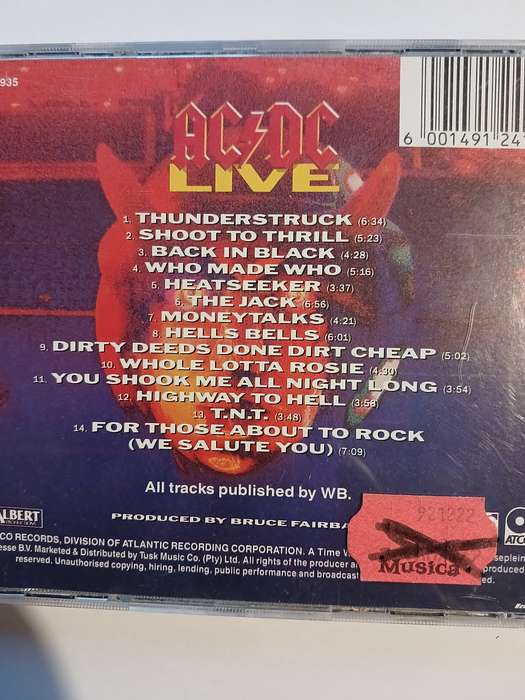 935
6 001491 24
AC/DC
LIVE
1. THUNDERSTRUCK (6:34)
2. SHOOT TO THRILL (5:23)
3. BACK IN BLACK (4:28)
4. WHO MADE WHO (5:16)
5. HEATSEEKER (3:37)
6. THE JACK (6:56)
7. MONEYTALKS (4:21)
8. HELLS BELLS (6:01)
9. DIRTY DEEDS DONE DIRT CHEAP (5:02)
10. WHOLE LOTTA ROSIE (4:30)
11. YOU SHOOK ME ALL NIGHT LONG (3:54)
12. HIGHWAY TO HELL (3:58)
13. T.N.T. (3:48)
14. FOR THOSE ABOUT TO ROCK
(WE SALUTE YOU) (7:09)
All tracks published by WB.
ALBERT
PRODUCED BY BRUCE FAIRBA
931222
Musica
ATCO
CO RECORDS, DIVISION OF ATLANTIC RECORDING CORPORATION. A Time W
esse B.V. Marketed & Distributed by Tusk Music Co. (Pty) Ltd. All rights of the producer a
reserved. Unauthorised copying, hiring, lending, public performance and broadcast